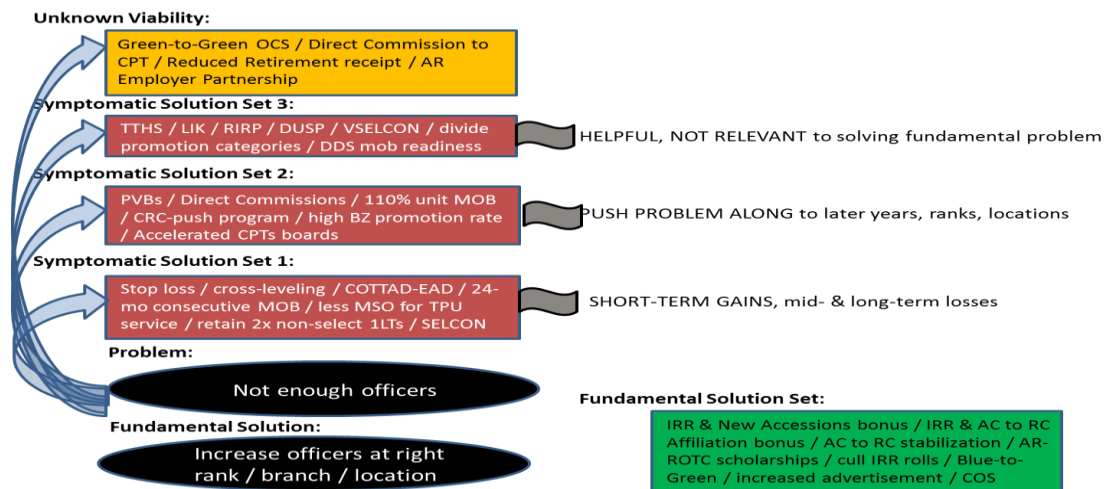 Unknown Viability:
Green-to-Green OCS / Direct Commission to
CPT / Reduced Retirement receipt / AR
Employer Partnership
Symptomatic Solution Set 3:
TTHS / LIK / RIRP / DUSP / VSELCON / divide
promotion categories / DDS mob readiness
HELPFUL, NOT RELEVANT to solving fundamental problem
Symptomatic Solution Set 2:
PVBs / Direct Commissions / 110% unit MOB
/ CRC-push program / high BZ promotion rate
/ Accelerated CPTs boards
PUSH PROBLEM ALONG to later years, ranks, locations
Symptomatic Solution Set 1:
Stop loss / cross-leveling / COTTAD-EAD / 24-
mo consecutive MOB / less MSO for TPU
service / retain 2x non-select 1LTs / SELCON
SHORT-TERM GAINS, mid- & long-term losses
Problem:
Not enough officers
Fundamental Solution:
Increase officers at right
rank / branch / location
Fundamental Solution Set:
IRR & New Accessions bonus / IRR & AC to RC
Affiliation bonus / AC to RC stabilization / AR-
ROTC scholarships / cull IRR rolls / Blue-to-
Green / increased advertisement / COS